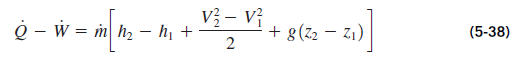 Q̇ − Ẇ = ṁ[h₂ − h₁ + (V₂² − V₁²)/2 + g(z₂ − z₁)] (5-38)